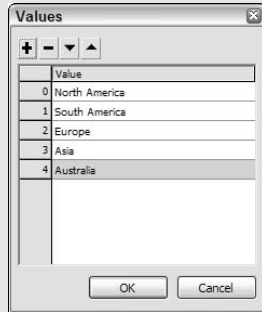 Values
Value
0 North America
1 South America
2 Europe
3 Asia
4 Australia
OK Cancel